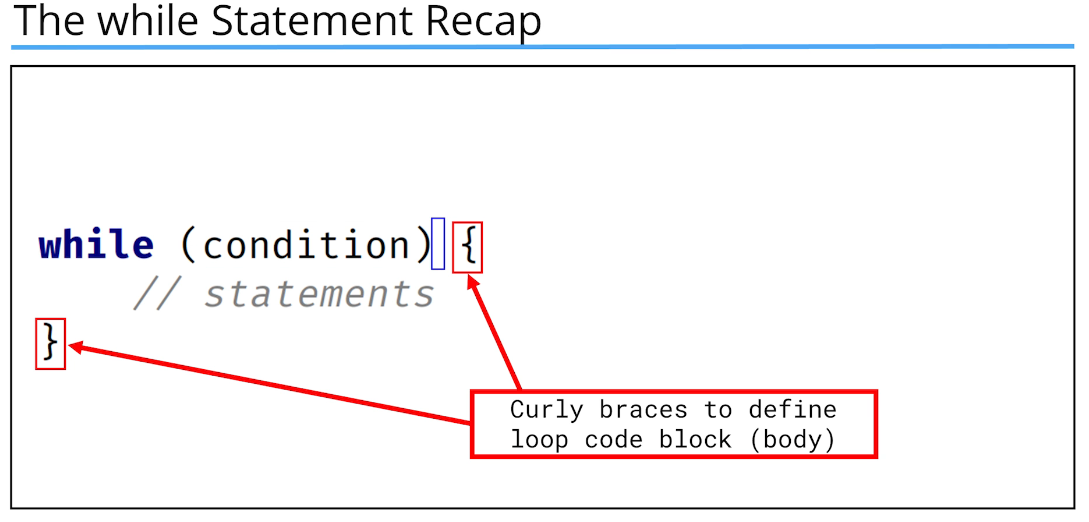 The while Statement Recap
while (condition) {
// statements
}
Curly braces to define
loop code block (body)